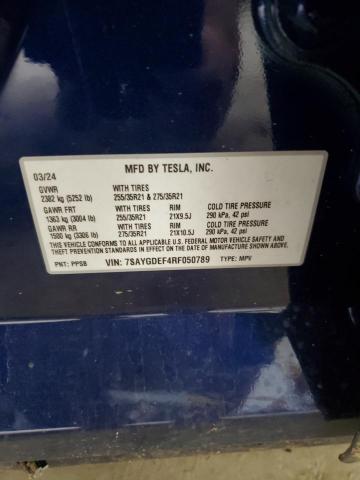 MFD BY TESLA, INC.
03/24
GVWR WITH TIRES
2382 kg (5252 lb) 255/35R21 & 275/35R21
GAWR FRT WITH TIRES RIM COLD TIRE PRESSURE
1363 kg (3004 lb) 255/35R21 21X9.5J 290 kPa, 42 psi
GAWR RR WITH TIRES RIM COLD TIRE PRESSURE
1500 kg (3306 lb) 275/35R21 21X10.5J 290 kPa, 42 psi
THIS VEHICLE CONFORMS TO ALL APPLICABLE U.S. FEDERAL MOTOR VEHICLE SAFETY AND
THEFT PREVENTION STANDARDS IN EFFECT ON THE DATE OF MANUFACTURE SHOWN ABOVE.
PNT: PPSB VIN: 7SAYGDEF4RF050789 TYPE: MPV